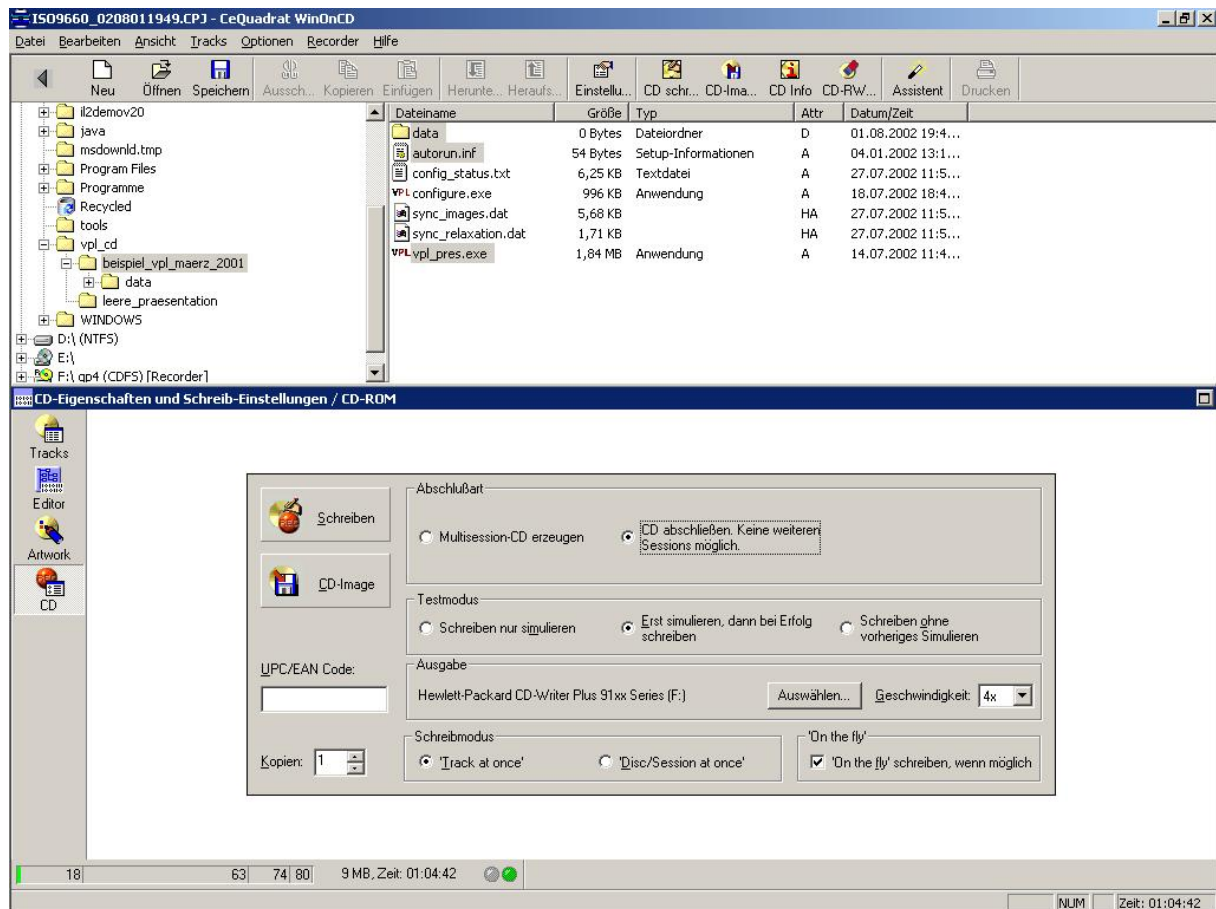 ISO9660_0208011949.CPJ - CeQuadrat WinOnCD
Datei Bearbeiten Ansicht Tracks Optionen Recorder Hilfe
Neu Öffnen Speichern Aussch... Kopieren Einfügen Herunte... Heraufs... Einstellu... CD schr... CD-Ima... CD Info CD-RW... Assistent Drucken
il2demov20
java
msdownld.tmp
Program Files
Programme
Recycled
tools
vpl_cd
beispiel_vpl_maerz_2001
data
leere_praesentation
WINDOWS
D:\ (NTFS)
E:\
F:\ gp4 (CDFS) [Recorder]
Dateiname Größe Typ Attr Datum/Zeit
data 0 Bytes Dateiordner D 01.08.2002 19:4...
autorun.inf 54 Bytes Setup-Informationen A 04.01.2002 13:1...
config_status.txt 6,25 KB Textdatei A 27.07.2002 11:5...
VPL configure.exe 996 KB Anwendung A 18.07.2002 18:4...
sync_images.dat 5,68 KB HA 27.07.2002 11:5...
sync_relaxation.dat 1,71 KB HA 27.07.2002 11:5...
VPL vpl_pres.exe 1,84 MB Anwendung A 14.07.2002 11:4...
CD-Eigenschaften und Schreib-Einstellungen / CD-ROM
Tracks
Editor
Artwork
CD
Schreiben
CD-Image
UPC/EAN Code:
Kopien: 1
Abschlußart
Multisession-CD erzeugen
CD abschließen. Keine weiteren
Sessions möglich.
Testmodus
Schreiben nur simulieren
Erst simulieren, dann bei Erfolg
schreiben
Schreiben ohne
vorheriges Simulieren
Ausgabe
Hewlett-Packard CD-Writer Plus 91xx Series (F:) Auswählen... Geschwindigkeit: 4x
Schreibmodus
'Track at once' 'Disc/Session at once'
'On the fly'
'On the fly' schreiben, wenn möglich
18 63 74 80 9 MB, Zeit: 01:04:42
NUM Zeit: 01:04:42